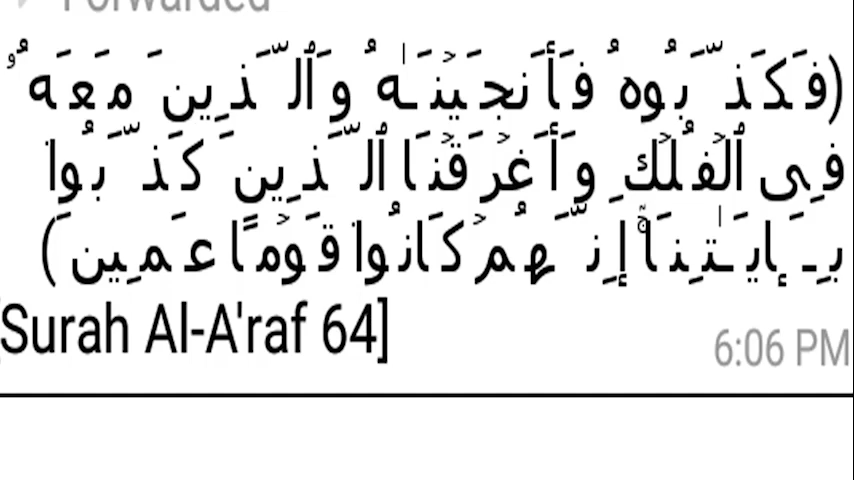 Forwarded
(فَكَذَّبُوهُ فَأَنجَيْنَـٰهُ وَٱلَّذِينَ مَعَهُۥ
فِى ٱلْفُلْكِ وَأَغْرَقْنَا ٱلَّذِينَ كَذَّبُوا۟
بِـَٔايَـٰتِنَآ ۚ إِنَّهُمْ كَانُوا۟ قَوْمًا عَمِينَ)
[Surah Al-A'raf 64]
6:06 PM